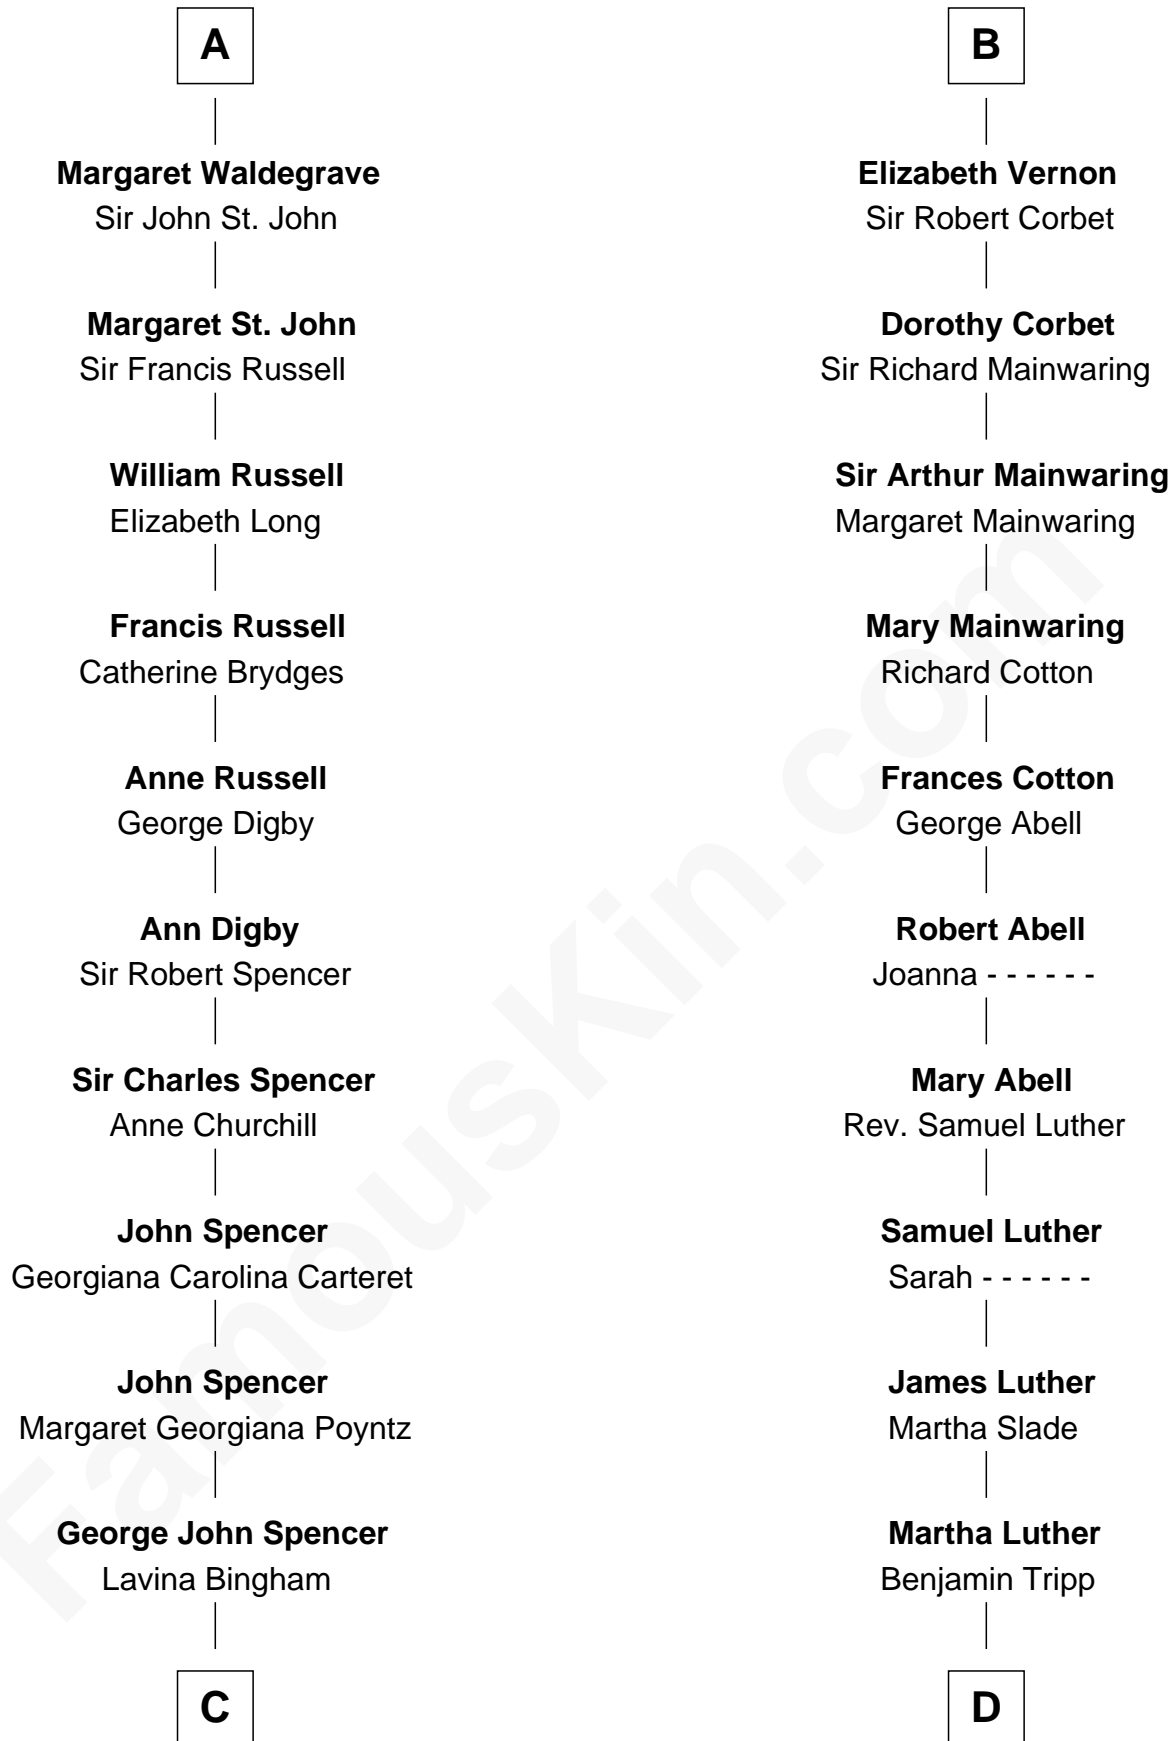 A
Margaret Waldegrave
Sir John St. John
Margaret St. John
Sir Francis Russell
William Russell
Elizabeth Long
Francis Russell
Catherine Brydges
Anne Russell
George Digby
Ann Digby
Sir Robert Spencer
Sir Charles Spencer
Anne Churchill
John Spencer
Georgiana Carolina Carteret
John Spencer
Margaret Georgiana Poyntz
George John Spencer
Lavina Bingham
C
B
Elizabeth Vernon
Sir Robert Corbet
Dorothy Corbet
Sir Richard Mainwaring
Sir Arthur Mainwaring
Margaret Mainwaring
Mary Mainwaring
Richard Cotton
Frances Cotton
George Abell
Robert Abell
Joanna - - - - - -
Mary Abell
Rev. Samuel Luther
Samuel Luther
Sarah - - - - - -
James Luther
Martha Slade
Martha Luther
Benjamin Tripp
D
FamousKin.com